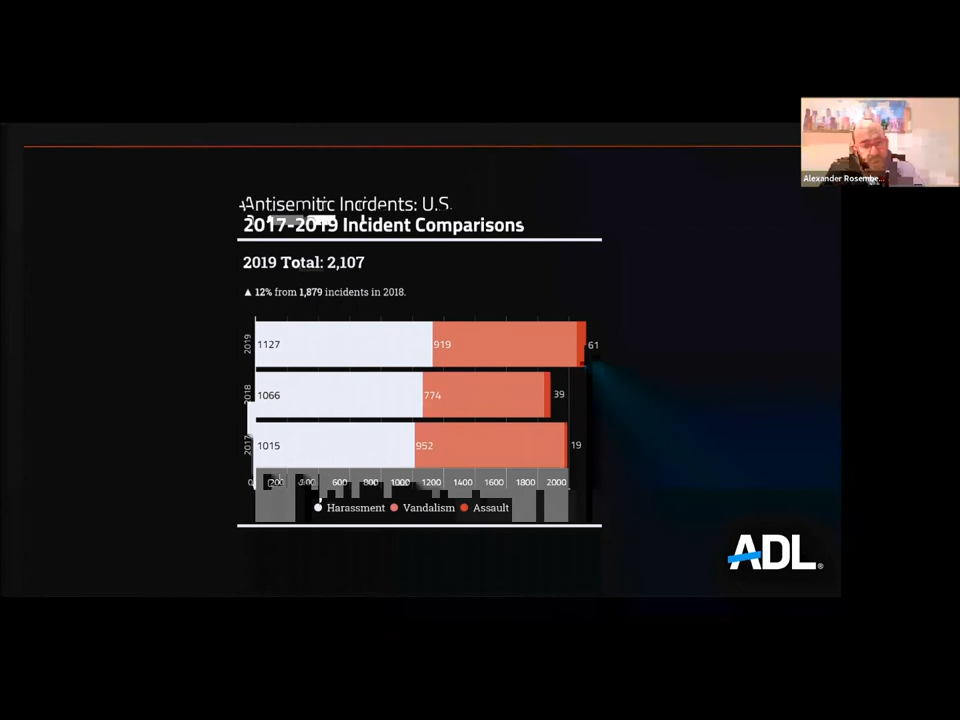 Alexander Rosembe...
Antisemitic Incidents: U.S.
2017-2019 Incident Comparisons
2019 Total: 2,107
▲ 12% from 1,879 incidents in 2018.
2019 1127 919 61
2018 1066 774 39
2017 1015 952 19
0 200 400 600 800 1000 1200 1400 1600 1800 2000
Harassment Vandalism Assault
ADL®